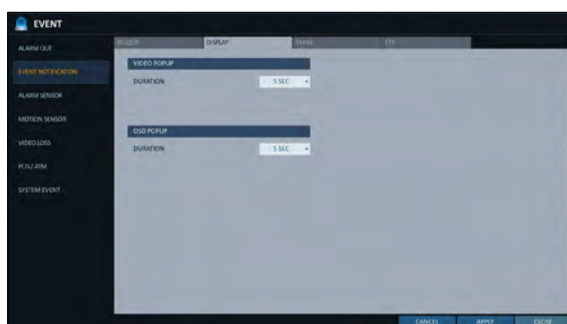 EVENT
ALARM OUT
EVENT NOTIFICATION
ALARM SENSOR
MOTION SENSOR
VIDEO LOSS
POS/ATM
SYSTEM EVENT
BUZZER DISPLAY EMAIL FTP
VIDEO POPUP
DURATION 5 SEC
OSD POPUP
DURATION 5 SEC
CANCEL APPLY CLOSE